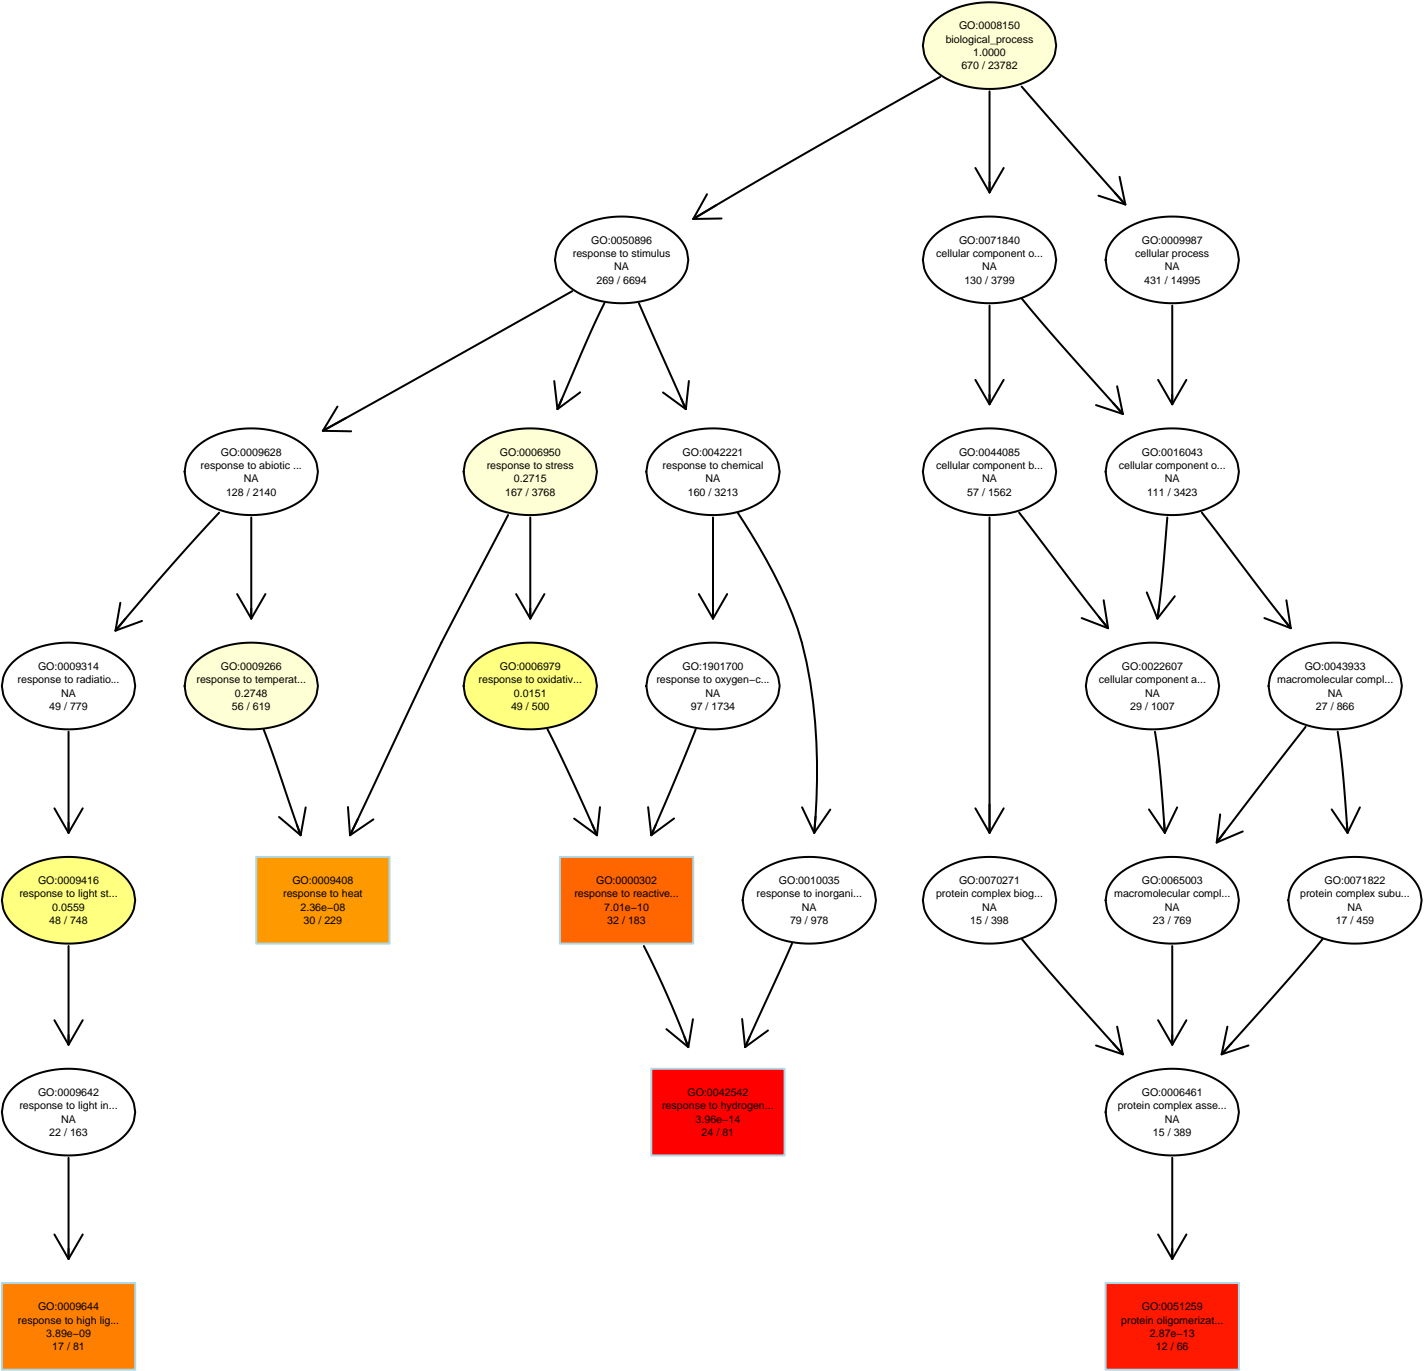 GO:0008150
biological_process
1.0000
670 / 23782
GO:0050896
response to stimulus
NA
269 / 6694
GO:0071840
cellular component o...
NA
130 / 3799
GO:0009987
cellular process
NA
431 / 14995
GO:0009628
response to abiotic ...
NA
128 / 2140
GO:0006950
response to stress
0.2715
167 / 3768
GO:0042221
response to chemical
NA
160 / 3213
GO:0044085
cellular component b...
NA
57 / 1562
GO:0016043
cellular component o...
NA
111 / 3423
GO:0009314
response to radiatio...
NA
49 / 779
GO:0009266
response to temperat...
0.2748
56 / 619
GO:0006979
response to oxidativ...
0.0151
49 / 500
GO:1901700
response to oxygen−c...
NA
97 / 1734
GO:0022607
cellular component a...
NA
29 / 1007
GO:0043933
macromolecular compl...
NA
27 / 866
GO:0009416
response to light st...
0.0559
48 / 748
GO:0009408
response to heat
2.36e−08
30 / 229
GO:0000302
response to reactive...
7.01e−10
32 / 183
GO:0010035
response to inorgani...
NA
79 / 978
GO:0070271
protein complex biog...
NA
15 / 398
GO:0065003
macromolecular compl...
NA
23 / 769
GO:0071822
protein complex subu...
NA
17 / 459
GO:0009642
response to light in...
NA
22 / 163
GO:0042542
response to hydrogen...
3.96e−14
24 / 81
GO:0006461
protein complex asse...
NA
15 / 389
GO:0009644
response to high lig...
3.89e−09
17 / 81
GO:0051259
protein oligomerizat...
2.87e−13
12 / 66